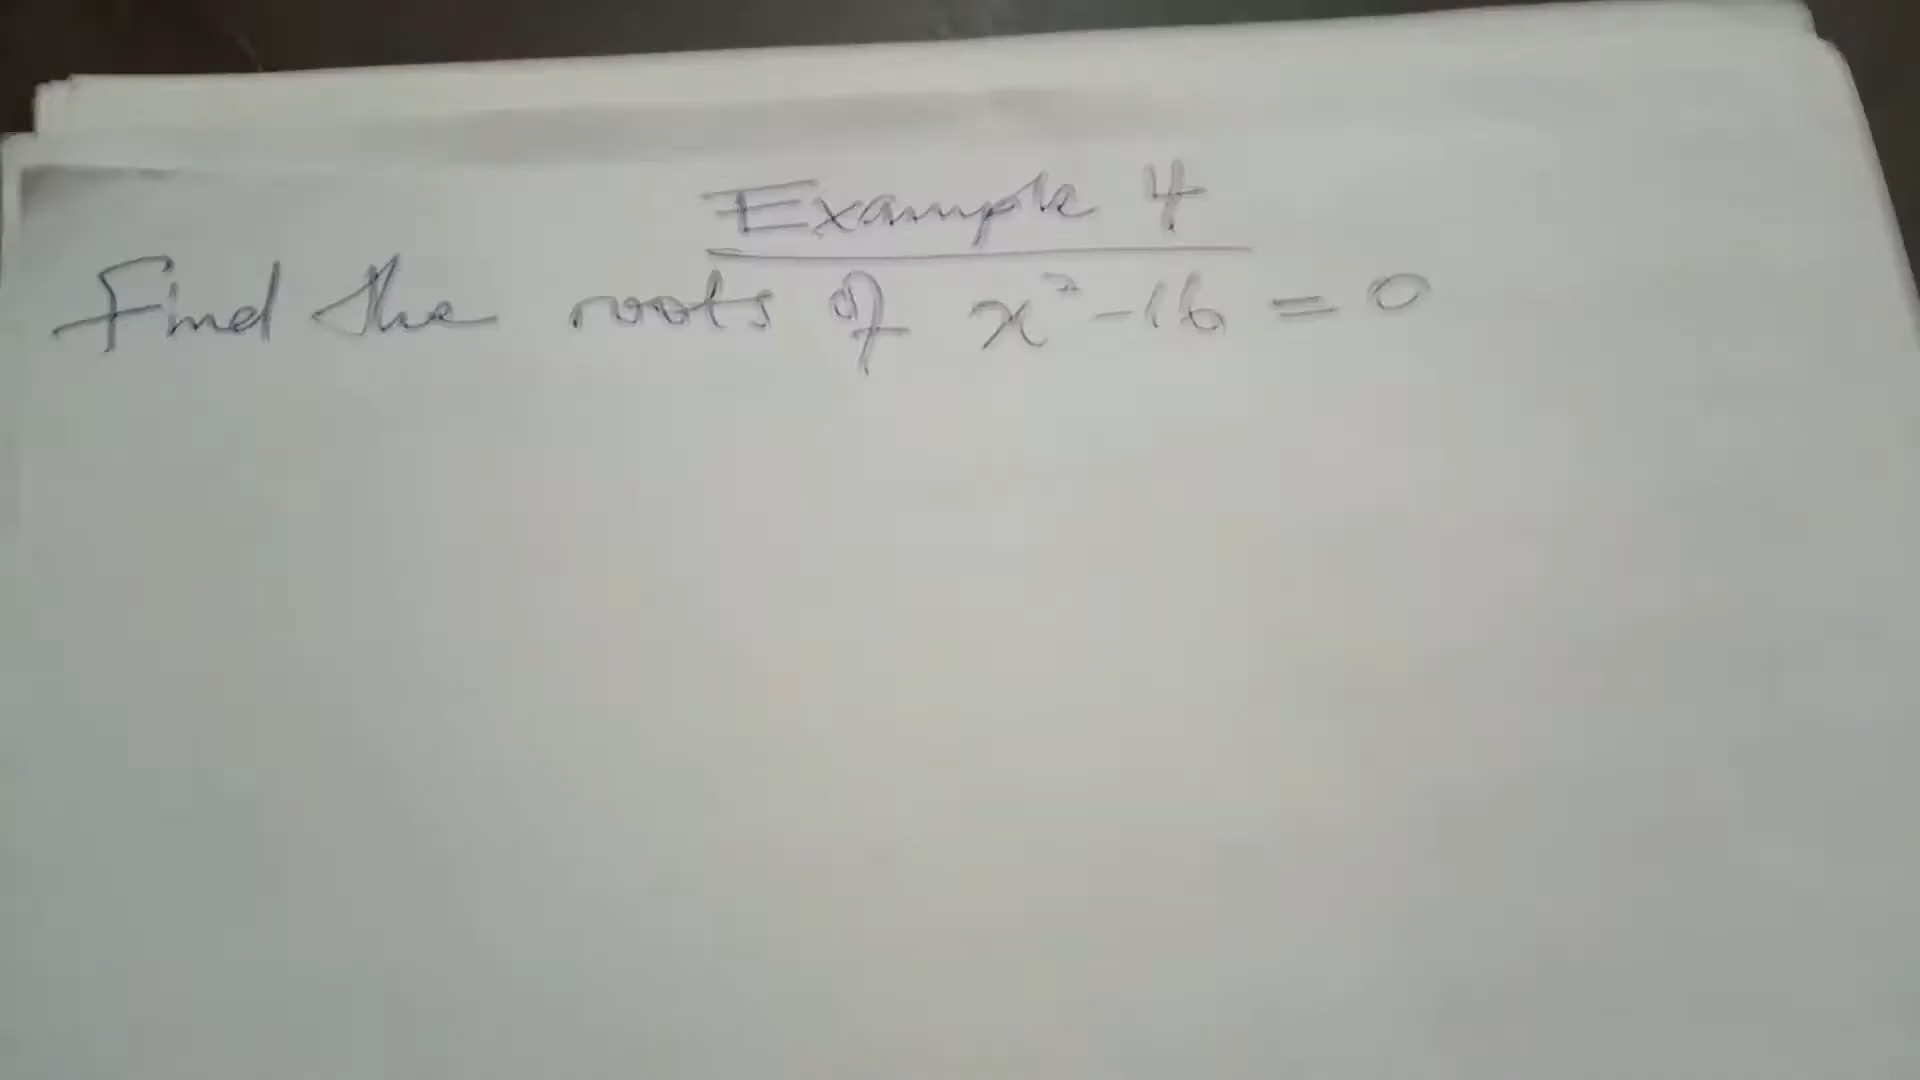 Example 4
Find the roots of x² - 16 = 0